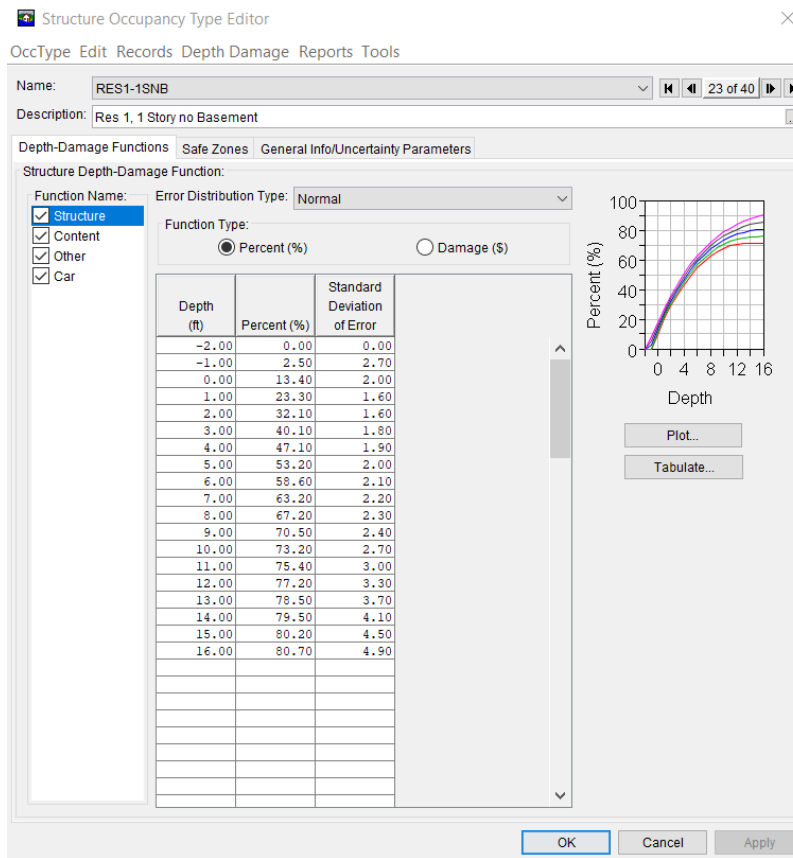 Structure Occupancy Type Editor
OccType Edit Records Depth Damage Reports Tools
Name: RES1-1SNB 23 of 40
Description: Res 1, 1 Story no Basement ...
Depth-Damage Functions Safe Zones General Info/Uncertainty Parameters
Structure Depth-Damage Function:
Function Name:
Structure
Content
Other
Car
Error Distribution Type: Normal
Function Type:
Percent (%) Damage ($)
Depth (ft) Percent (%) Standard Deviation of Error
-2.00 0.00 0.00
-1.00 2.50 2.70
0.00 13.40 2.00
1.00 23.30 1.60
2.00 32.10 1.60
3.00 40.10 1.80
4.00 47.10 1.90
5.00 53.20 2.00
6.00 58.60 2.10
7.00 63.20 2.20
8.00 67.20 2.30
9.00 70.50 2.40
10.00 73.20 2.70
11.00 75.40 3.00
12.00 77.20 3.30
13.00 78.50 3.70
14.00 79.50 4.10
15.00 80.20 4.50
16.00 80.70 4.90
Percent (%)
100
80
60
40
20
0
0 4 8 12 16
Depth
Plot...
Tabulate...
OK Cancel Apply